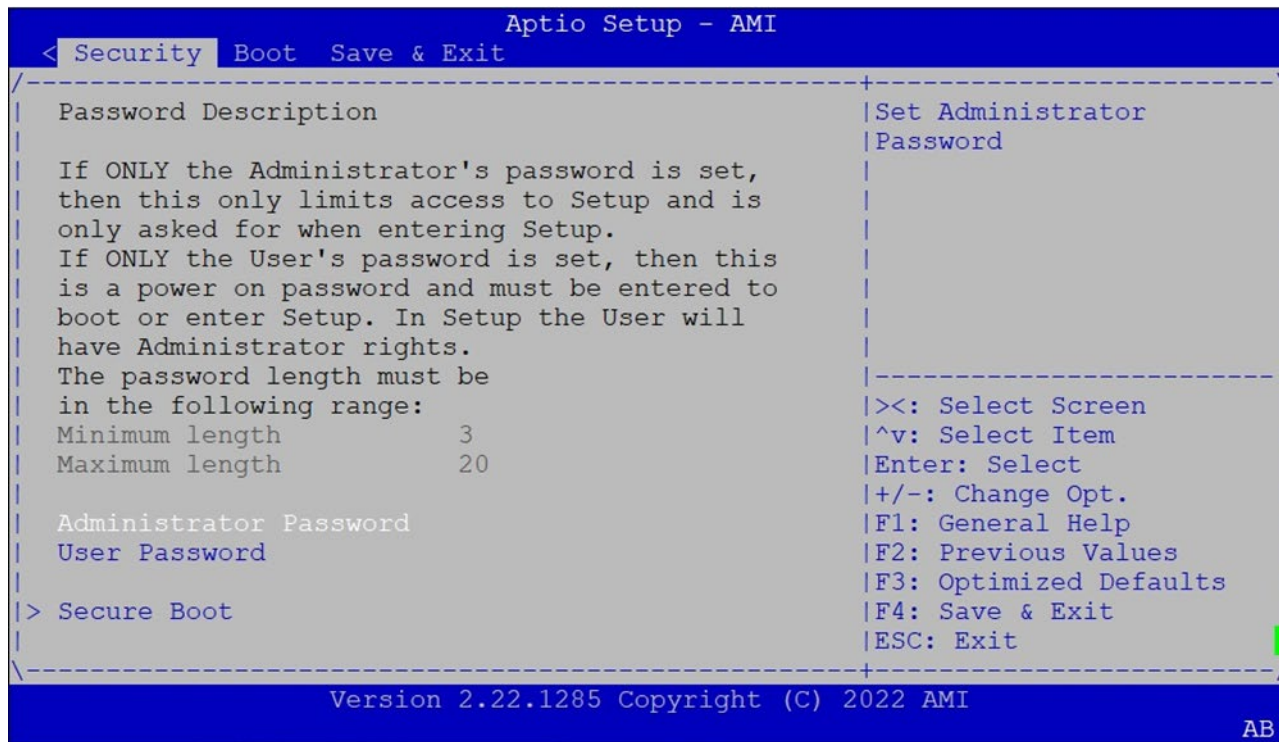 Aptio Setup - AMI
< Security Boot Save & Exit
/----------------------------------------------------+-------------------------\
Password Description
If ONLY the Administrator's password is set,
then this only limits access to Setup and is
only asked for when entering Setup.
If ONLY the User's password is set, then this
is a power on password and must be entered to
boot or enter Setup. In Setup the User will
have Administrator rights.
The password length must be
in the following range:
Minimum length 3
Maximum length 20
Administrator Password
User Password
> Secure Boot
Set Administrator
Password
><: Select Screen
^v: Select Item
Enter: Select
+/-: Change Opt.
F1: General Help
F2: Previous Values
F3: Optimized Defaults
F4: Save & Exit
ESC: Exit
Version 2.22.1285 Copyright (C) 2022 AMI
AB